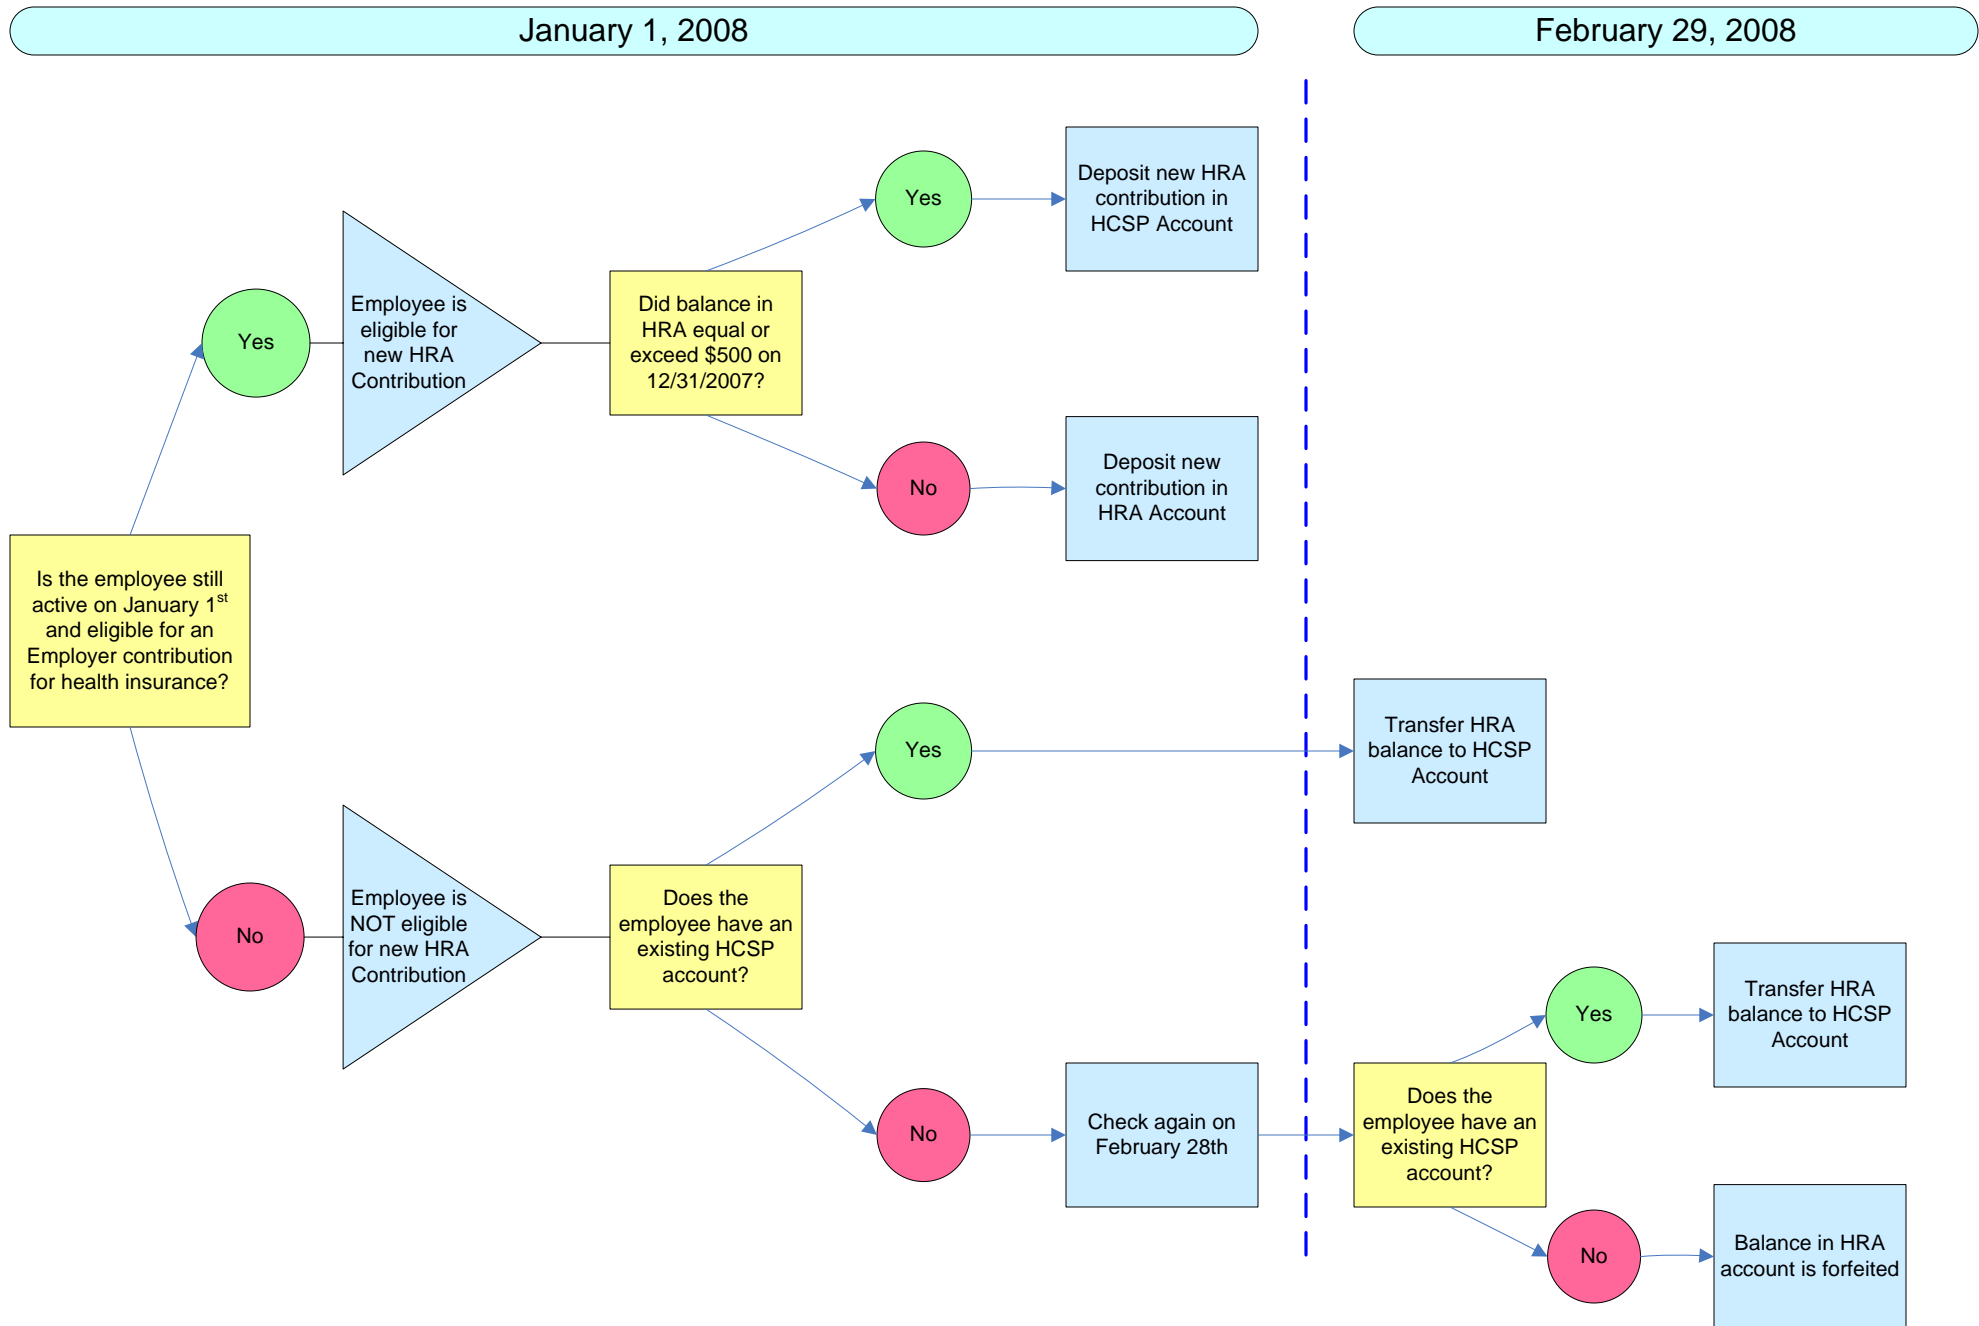 January 1, 2008
February 29, 2008
Yes
Deposit new HRA
contribution in
HCSP Account
Yes
Employee is
eligible for
new HRA
Contribution
Did balance in
HRA equal or
exceed $500 on
12/31/2007?
No
Deposit new
contribution in
HRA Account
Is the employee still
active on January 1st
and eligible for an
Employer contribution
for health insurance?
Yes
Transfer HRA
balance to HCSP
Account
No
Employee is
NOT eligible
for new HRA
Contribution
Does the
employee have an
existing HCSP
account?
No
Check again on
February 28th
Does the
employee have an
existing HCSP
account?
Yes
Transfer HRA
balance to HCSP
Account
No
Balance in HRA
account is forfeited